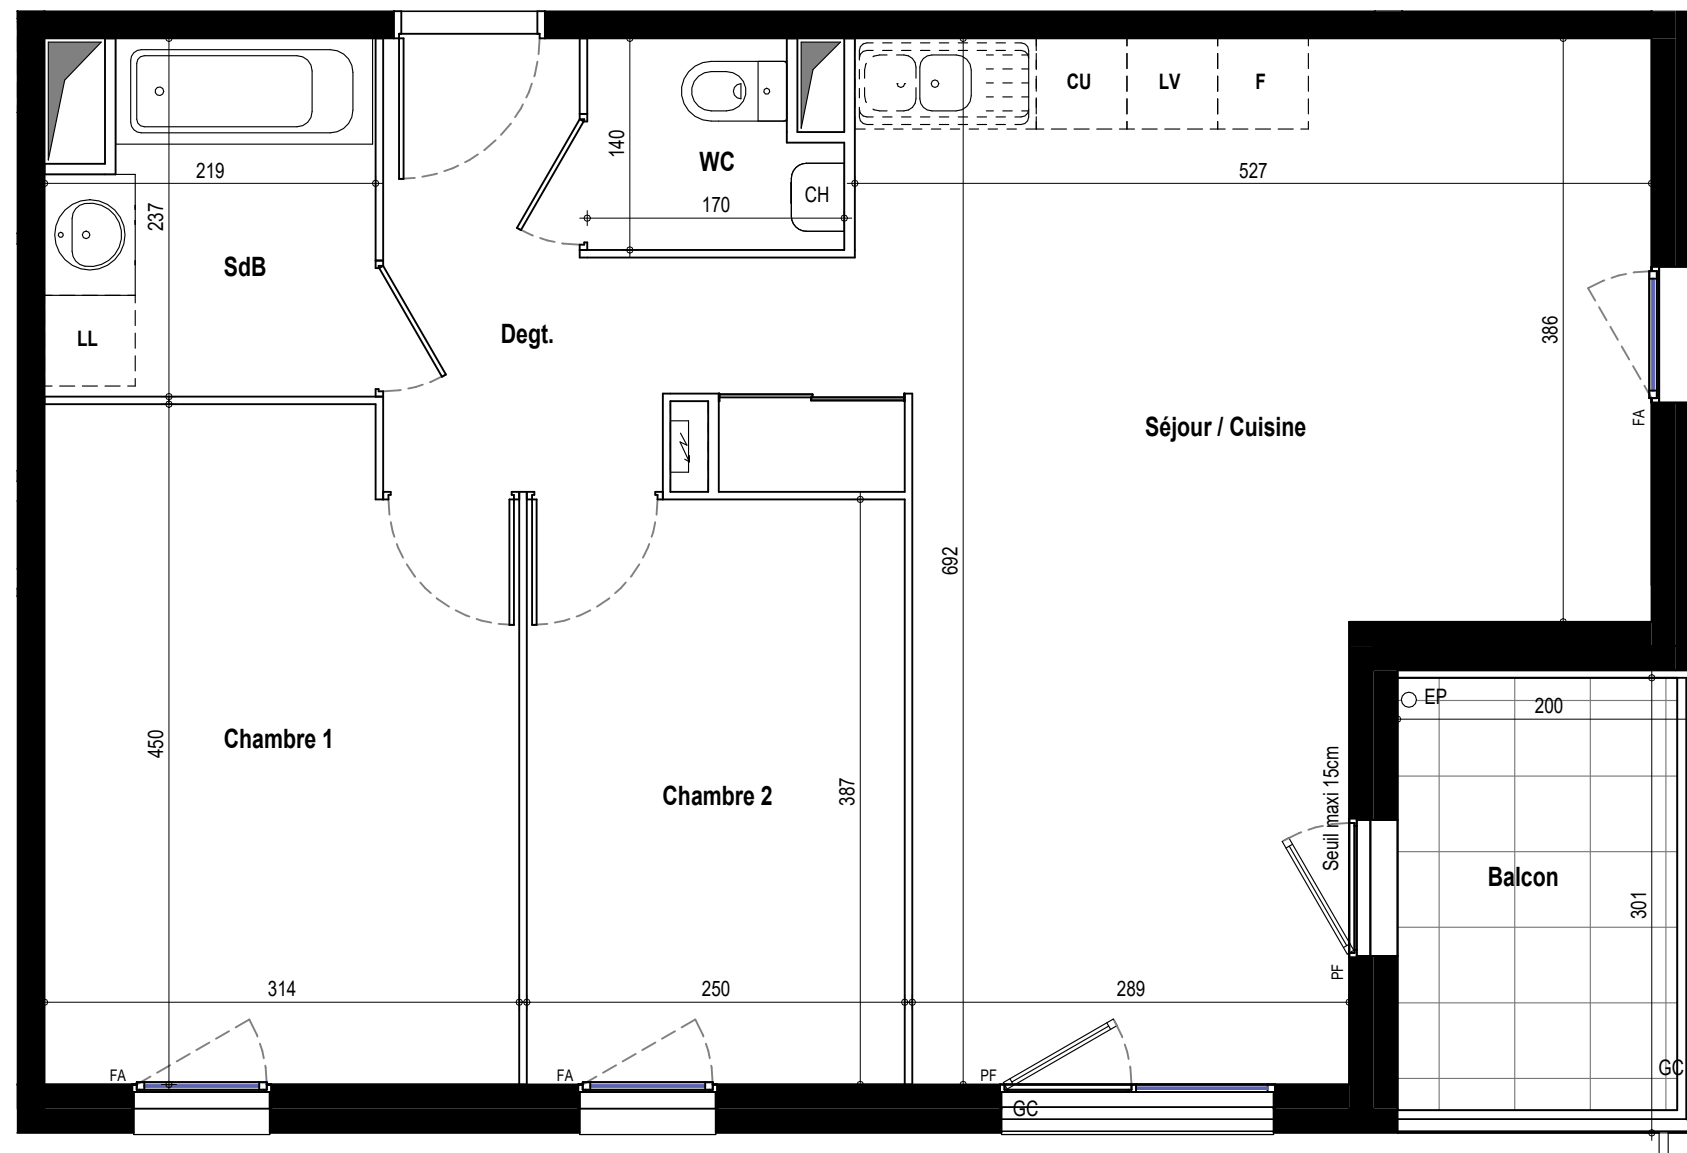 CU
LV
F
140
WC
219
527
170
CH
237
SdB
LL
Degt.
386
FA
Séjour / Cuisine
692
EP
200
450
Chambre 1
Chambre 2
387
Seuil maxi 15cm
Balcon
301
PF
314
250
289
FA
FA
PF
GC
GC